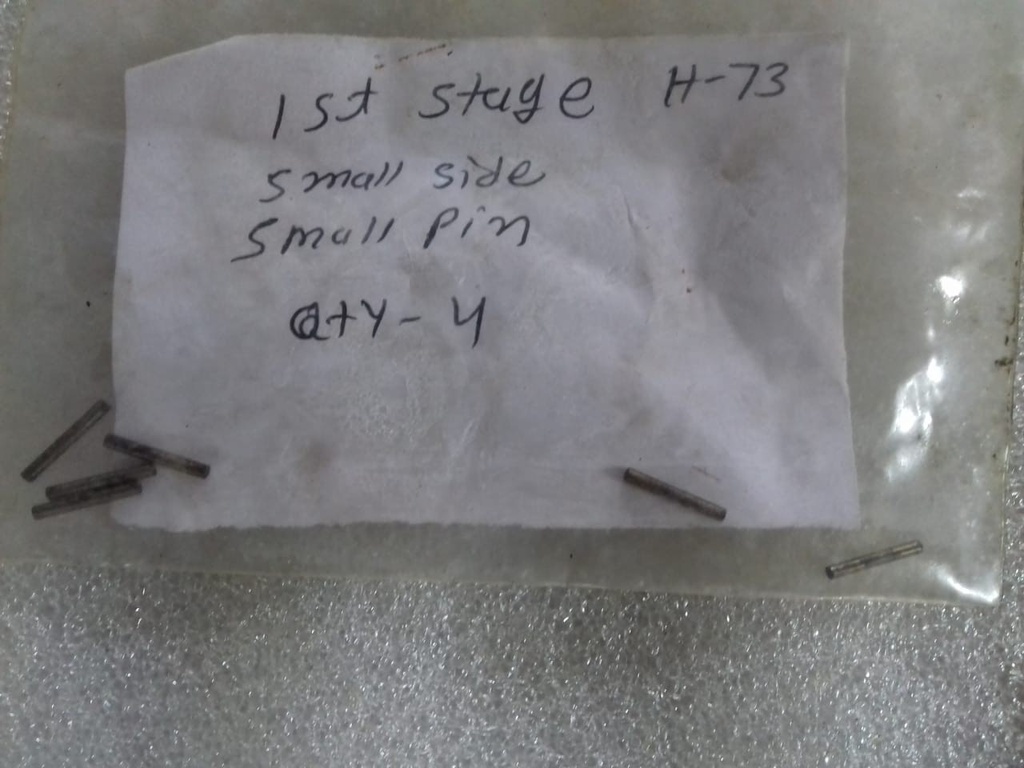 1st stage H-73
small side
small pin
Qty - 4